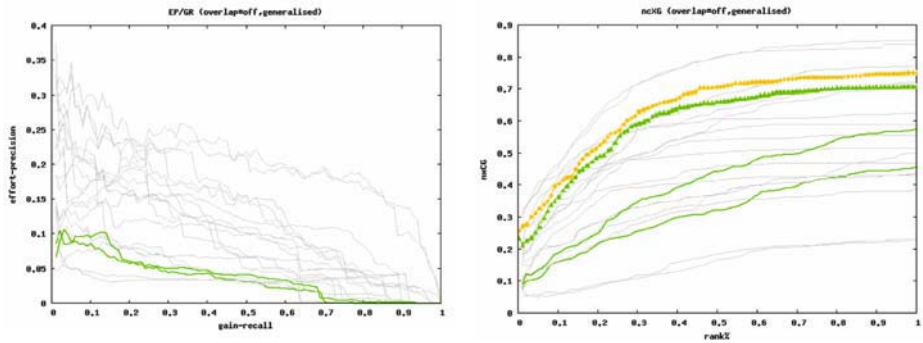 EP/GR (overlap=off,generalised)
0.4
0.35
0.3
0.25
0.2
0.15
0.1
0.05
0
effort-precision
0 0.1 0.2 0.3 0.4 0.5 0.6 0.7 0.8 0.9 1
gain-recall
ncXG (overlap=off,generalised)
0.9
0.8
0.7
0.6
0.5
0.4
0.3
0.2
0.1
0
nxCG
0 0.1 0.2 0.3 0.4 0.5 0.6 0.7 0.8 0.9 1
rank%